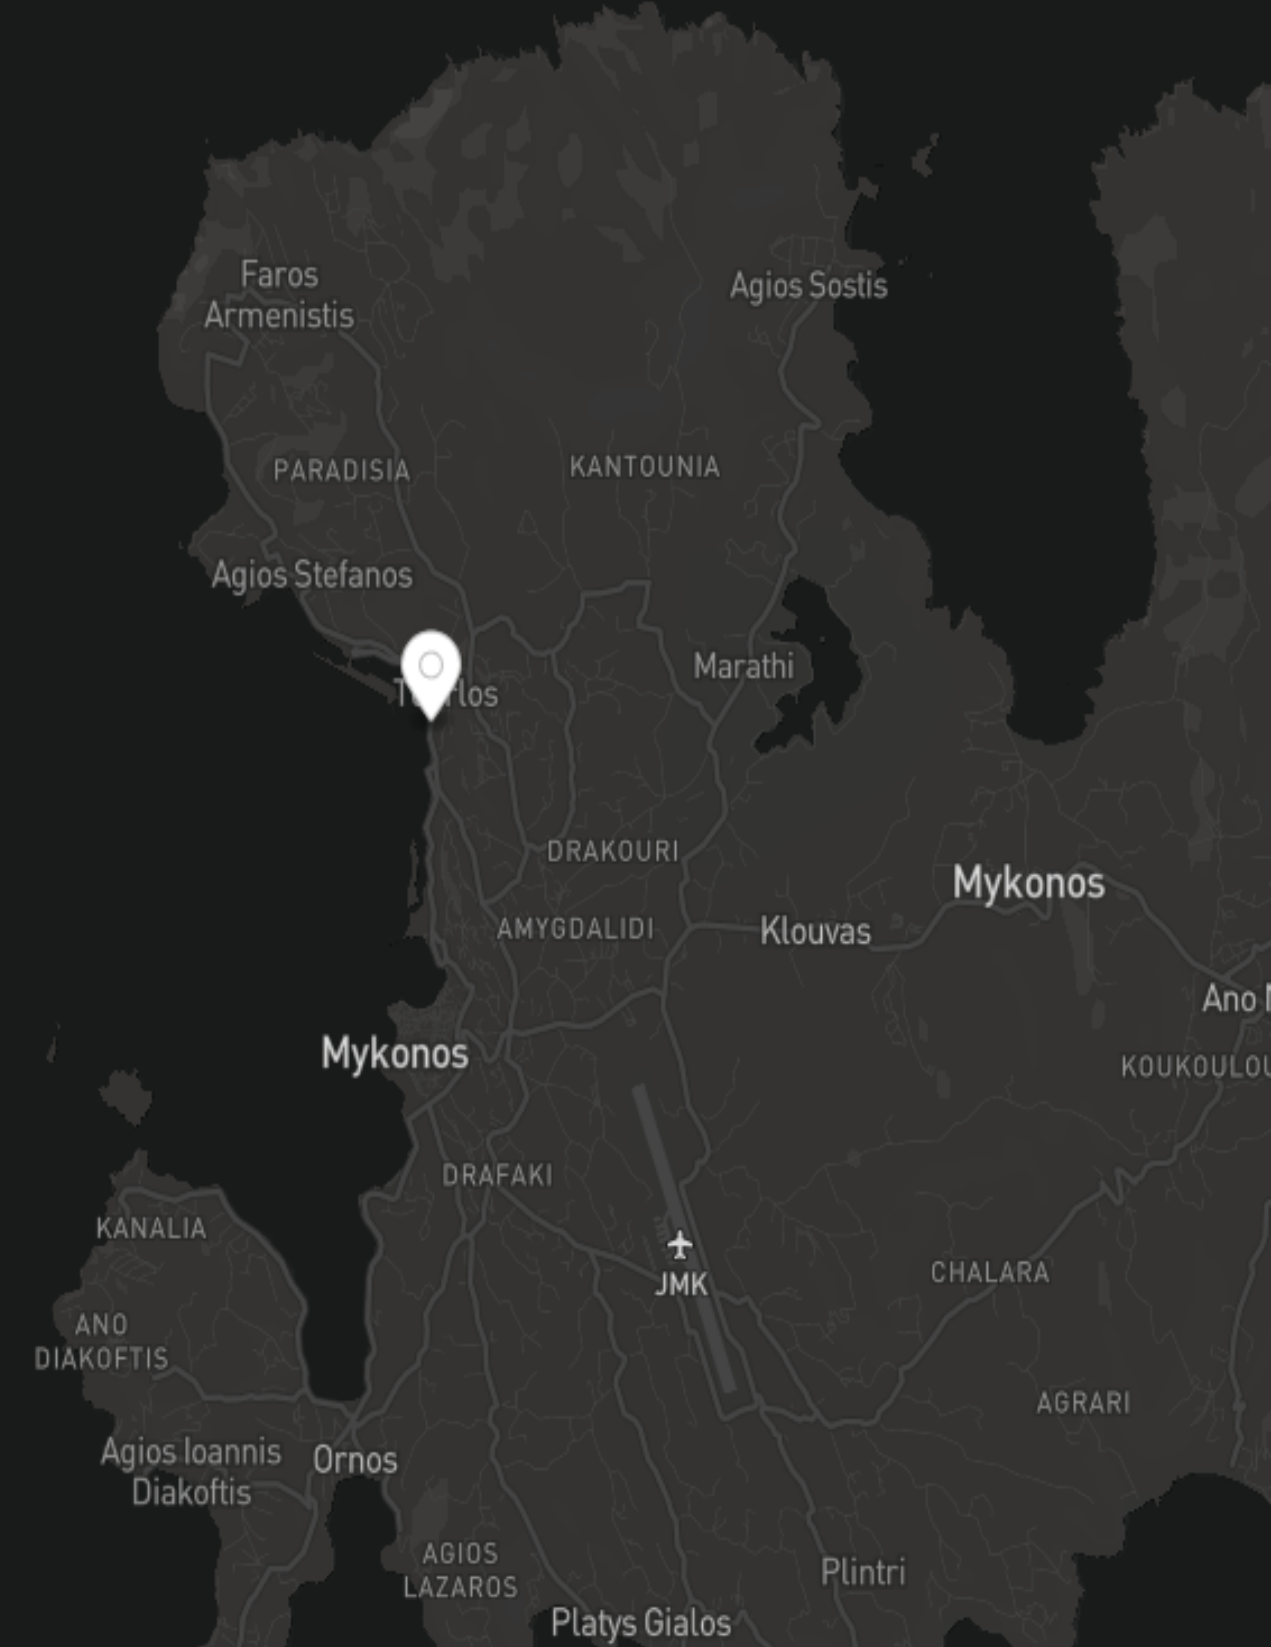 Faros
Armenistis
Agios Sostis
PARADISIA
KANTOUNIA
Agios Stefanos
Marathi
DRAKOURI
Mykonos
AMYGDALIDI
Klouvas
Ano
Mykonos
DRAFAKI
KANALIA
JMK
CHALARA
ANO
DIAKOFTIS
AGRARI
Agios Ioannis
Diakoftis
Ornos
AGIOS
LAZAROS
Plintri
Platys Gialos